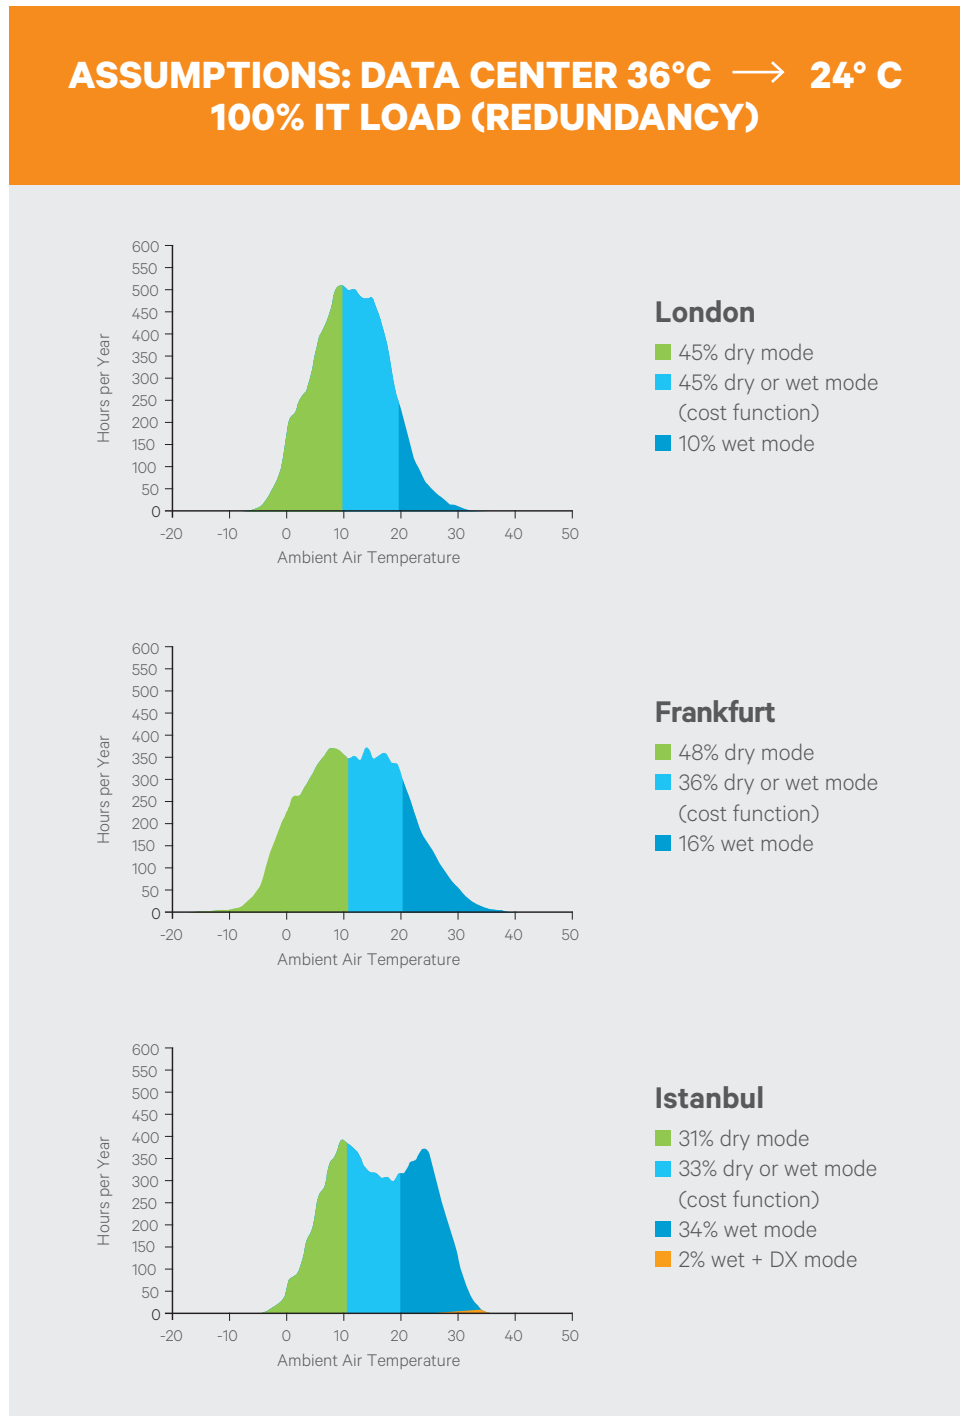 ASSUMPTIONS: DATA CENTER 36°C → 24° C
100% IT LOAD (REDUNDANCY)
600
550
500
450
400
350
300
250
200
150
100
50
0
Hours per Year
-20 -10 0 10 20 30 40 50
Ambient Air Temperature
London
45% dry mode
45% dry or wet mode
(cost function)
10% wet mode
600
550
500
450
400
350
300
250
200
150
100
50
0
Hours per Year
-20 -10 0 10 20 30 40 50
Ambient Air Temperature
Frankfurt
48% dry mode
36% dry or wet mode
(cost function)
16% wet mode
600
550
500
450
400
350
300
250
200
150
100
50
0
Hours per Year
-20 -10 0 10 20 30 40 50
Ambient Air Temperature
Istanbul
31% dry mode
33% dry or wet mode
(cost function)
34% wet mode
2% wet + DX mode